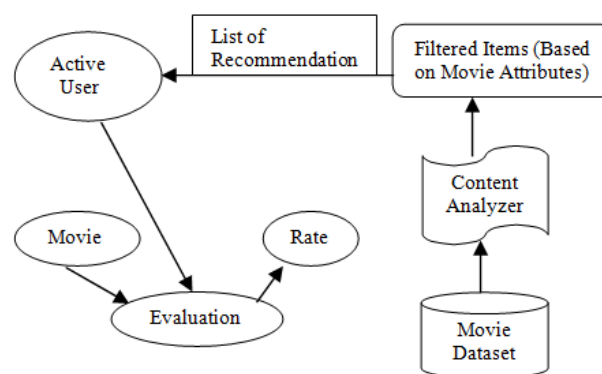 List of
Recommendation
Active
User
Filtered Items (Based
on Movie Attributes)
Content
Analyzer
Movie
Rate
Evaluation
Movie
Dataset